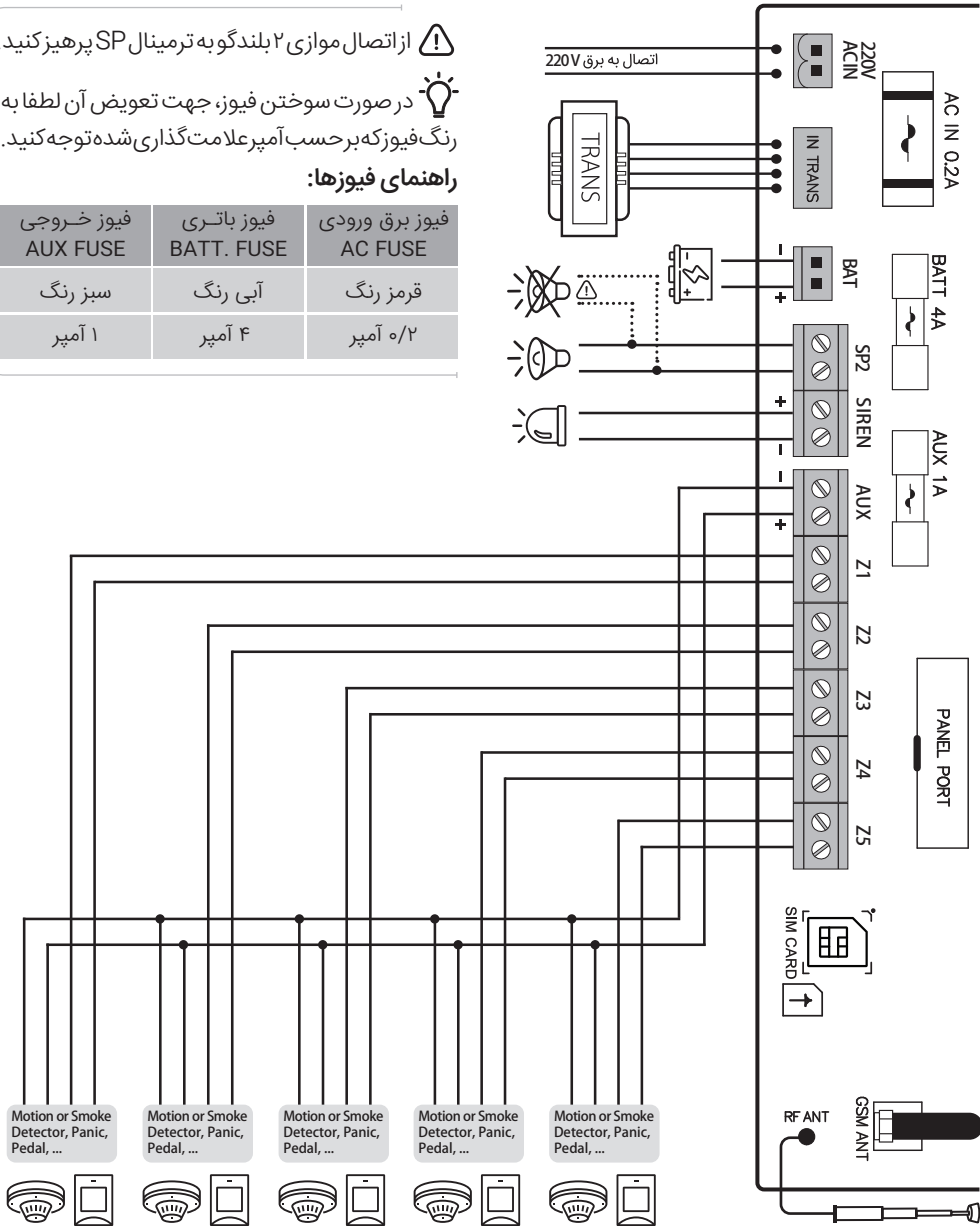 از اتصال موازی ۲ بلندگو به ترمینال SP پرهیز کنید
در صورت سوختن فیوز، جهت تعویض آن لطفا به
رنگ فیوز که بر حسب آمپر علامت گذاری شده توجه کنید.
راهنمای فیوزها:
فیوز برق ورودی فیوز باتـری فیوز خـروجی
AC FUSE BATT. FUSE AUX FUSE
قرمز رنگ آبی رنگ سبز رنگ
۰/۲ آمپر ۴ آمپر ۱ آمپر
اتصال به برق 220V
TRANS
220V
AC IN
IN TRANS
BAT
- +
SP2
+ SIREN -
- AUX +
Z1
Z2
Z3
Z4
Z5
AC IN 0.2A
BATT 4A
AUX 1A
PANEL PORT
SIM CARD
GSM ANT
RF ANT
Motion or Smoke
Detector, Panic,
Pedal, ...
Motion or Smoke
Detector, Panic,
Pedal, ...
Motion or Smoke
Detector, Panic,
Pedal, ...
Motion or Smoke
Detector, Panic,
Pedal, ...
Motion or Smoke
Detector, Panic,
Pedal, ...